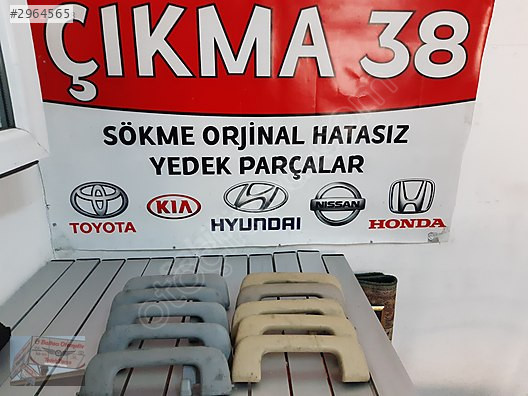 #2964565
ÇIKMA 38
SÖKME ORJİNAL HATASIZ
YEDEK PARÇALAR
TOYOTA KIA HYUNDAI NISSAN HONDA